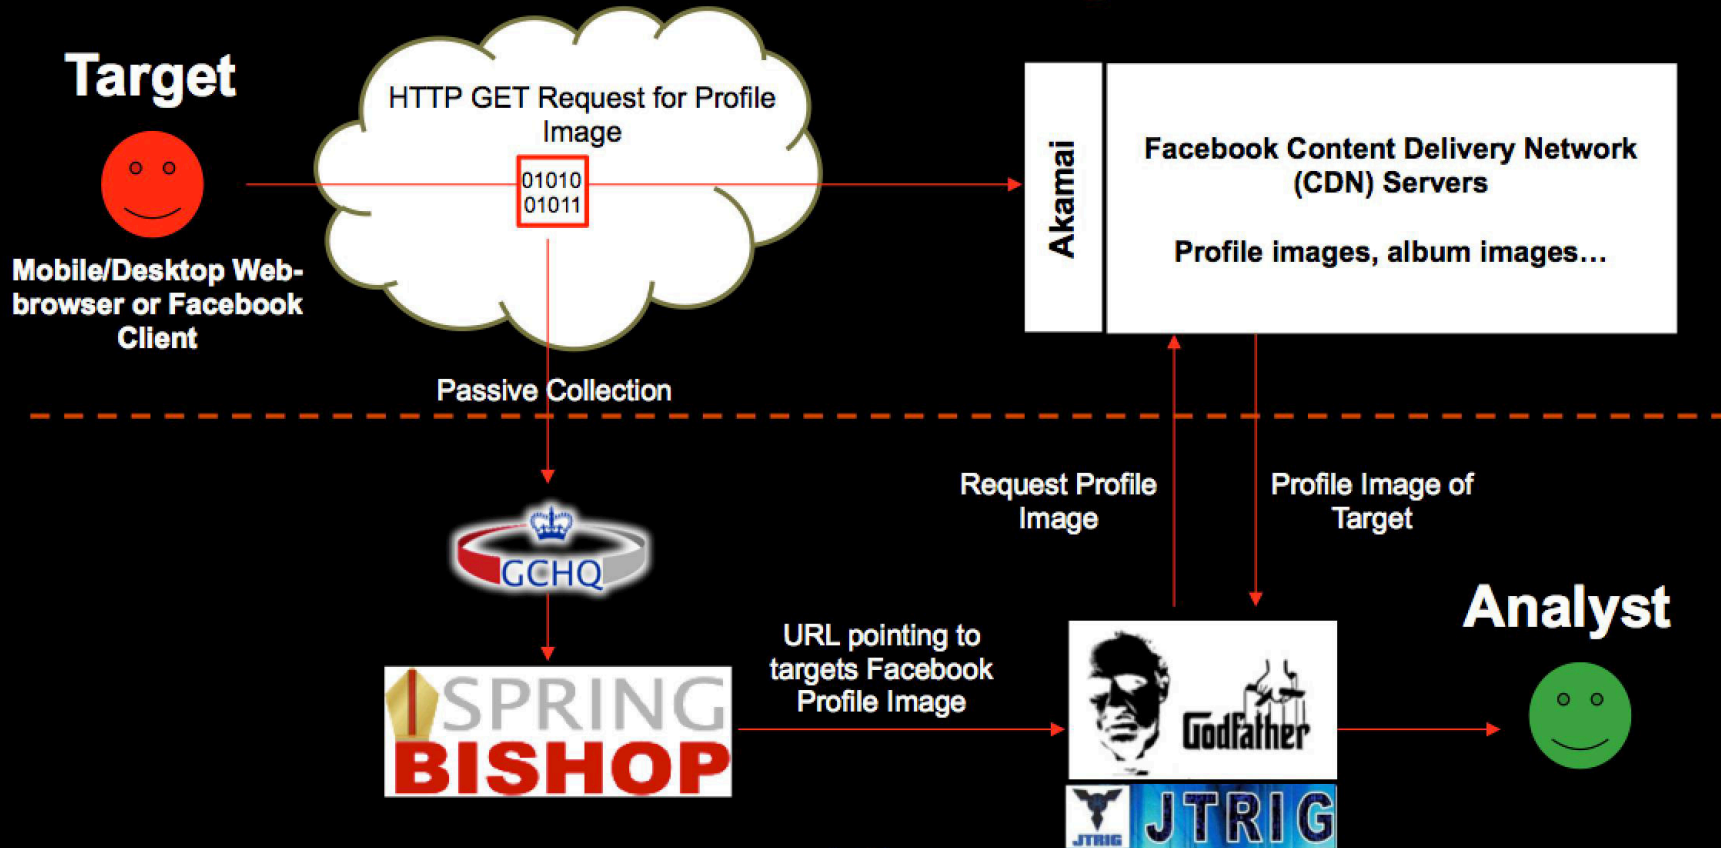 Target
HTTP GET Request for Profile
Image
01010
01011
Mobile/Desktop Web-
browser or Facebook
Client
Akamai
Facebook Content Delivery Network
(CDN) Servers
Profile images, album images...
Passive Collection
Request Profile
Image
Profile Image of
Target
GCHQ
SPRING
BISHOP
URL pointing to
targets Facebook
Profile Image
Godfather
JTRIG
JTRIG
Analyst